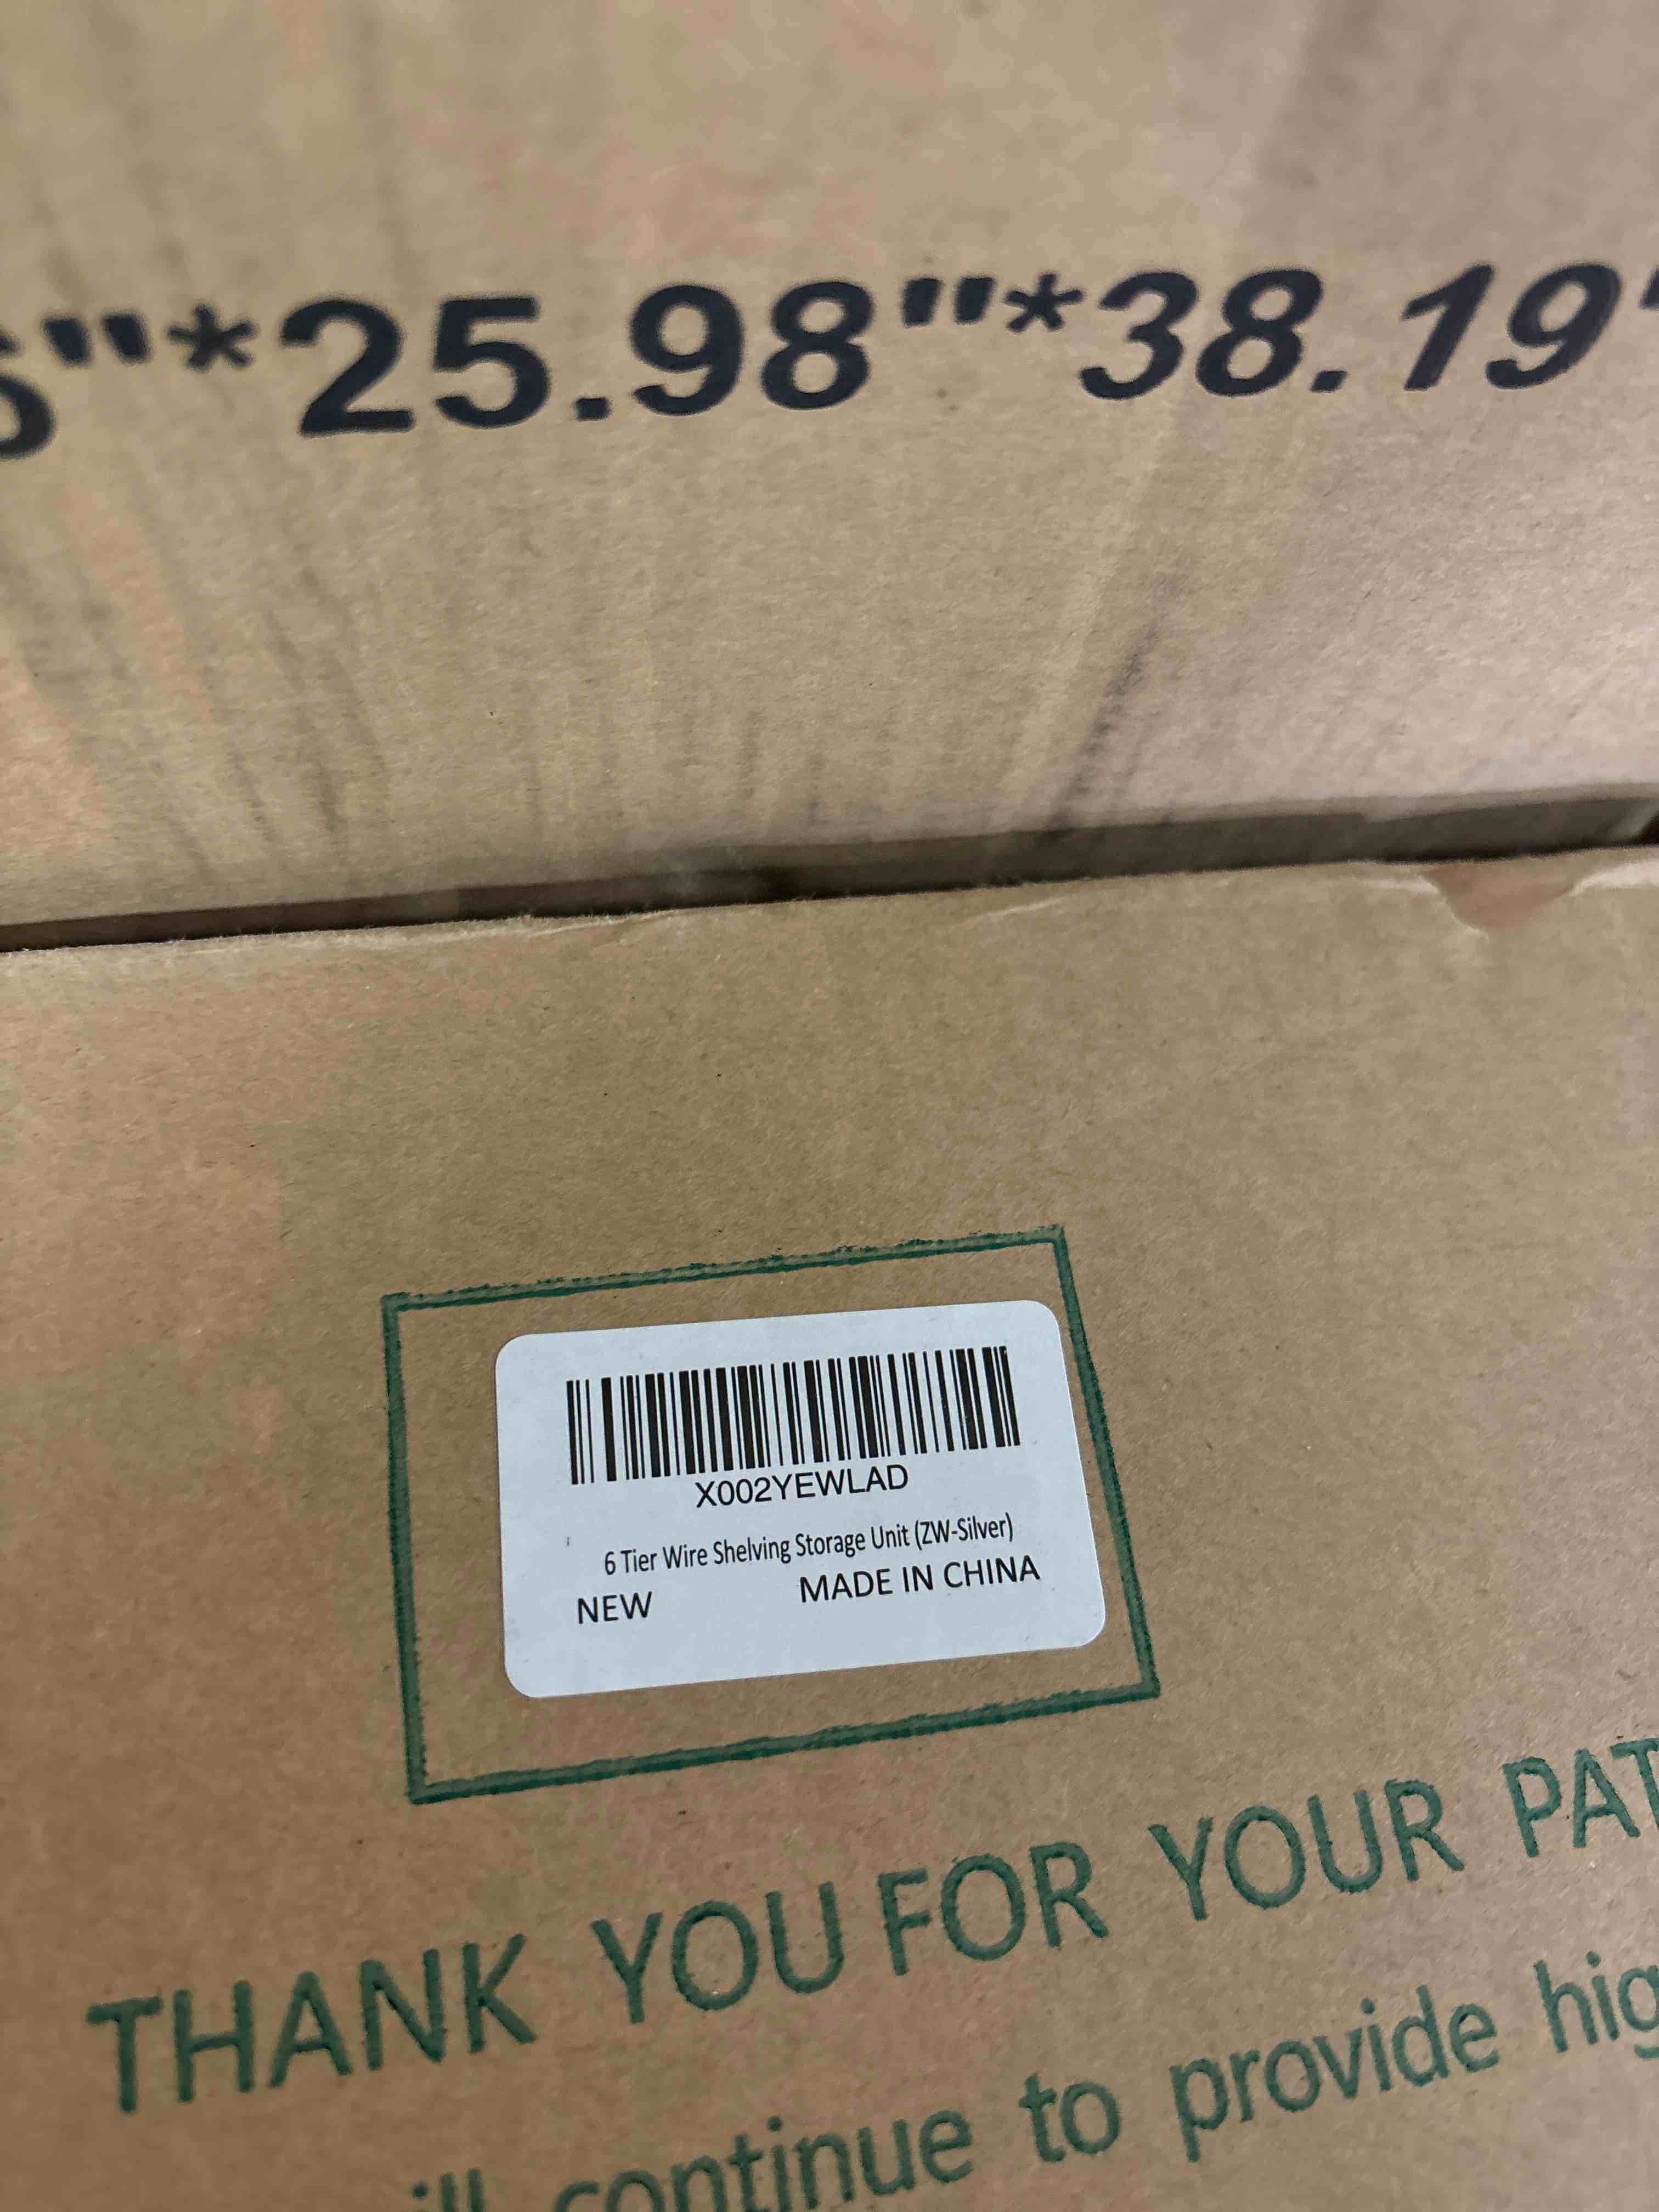 "*25.98"*38.19"
X002YEWLAD
6 Tier Wire Shelving Storage Unit (ZW-Silver)
NEW MADE IN CHINA
THANK YOU FOR YOUR
continue to provide